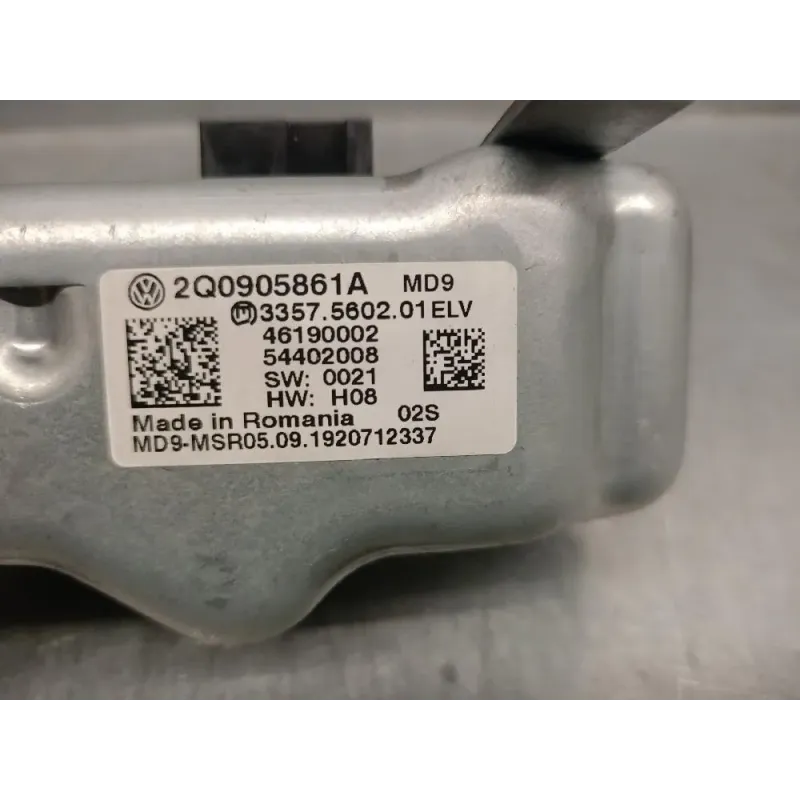 2Q0905861A MD9
3357.5602.01ELV
46190002
54402008
SW: 0021
HW: H08
Made in Romania 02S
MD9-MSR05.09.1920712337